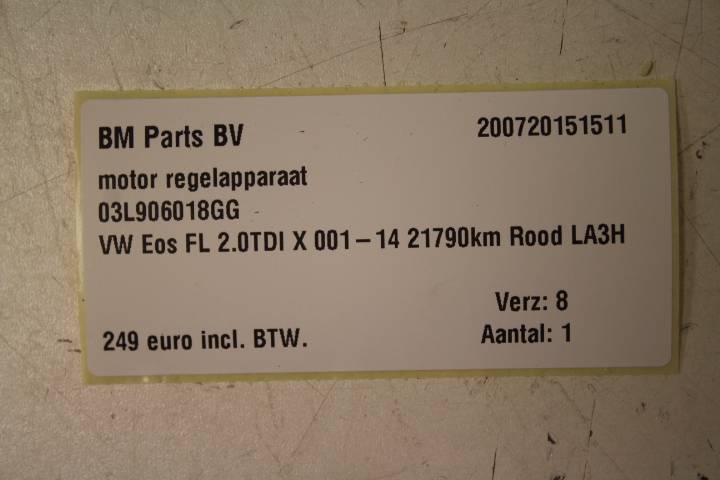 BM Parts BV 200720151511
motor regelapparaat
03L906018GG
VW Eos FL 2.0TDI X 001-14 21790km Rood LA3H
Verz: 8
249 euro incl. BTW. Aantal: 1